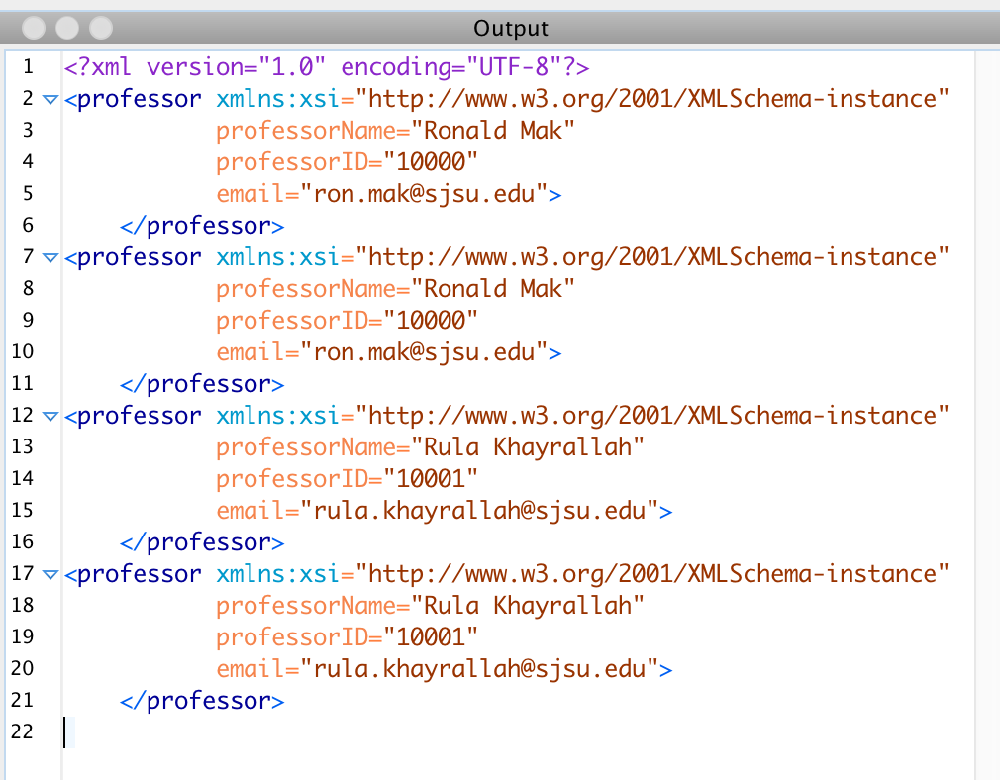 Output
1 <?xml version="1.0" encoding="UTF-8"?>
2 <professor xmlns:xsi="http://www.w3.org/2001/XMLSchema-instance"
3 professorName="Ronald Mak"
4 professorID="10000"
5 email="ron.mak@sjsu.edu">
6 </professor>
7 <professor xmlns:xsi="http://www.w3.org/2001/XMLSchema-instance"
8 professorName="Ronald Mak"
9 professorID="10000"
10 email="ron.mak@sjsu.edu">
11 </professor>
12 <professor xmlns:xsi="http://www.w3.org/2001/XMLSchema-instance"
13 professorName="Rula Khayrallah"
14 professorID="10001"
15 email="rula.khayrallah@sjsu.edu">
16 </professor>
17 <professor xmlns:xsi="http://www.w3.org/2001/XMLSchema-instance"
18 professorName="Rula Khayrallah"
19 professorID="10001"
20 email="rula.khayrallah@sjsu.edu">
21 </professor>
22